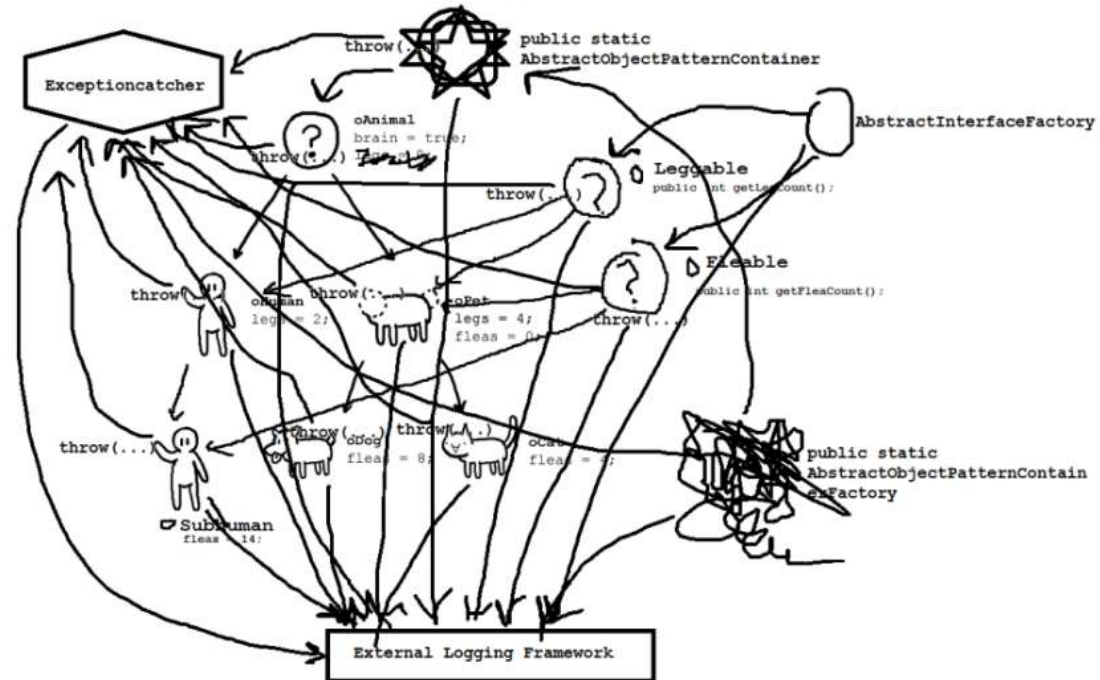 throw(...)
public static
AbstractObjectPatternContainer
Exceptioncatcher
oAnimal
brain = true;
throw(...)
AbstractInterfaceFactory
Leggable
public int getLegCount();
throw(...)
Fleable
public int getFleaCount();
throw(...)
throw
oHuman
legs = 2;
throw(...)
oPet
legs = 4;
fleas = 0;
throw(...)
throw(...)
oDog
fleas = 8;
throw(...)
oCat
fleas = 4;
public static
AbstractObjectPatternContain
erFactory
Subhuman
fleas = 14;
External Logging Framework